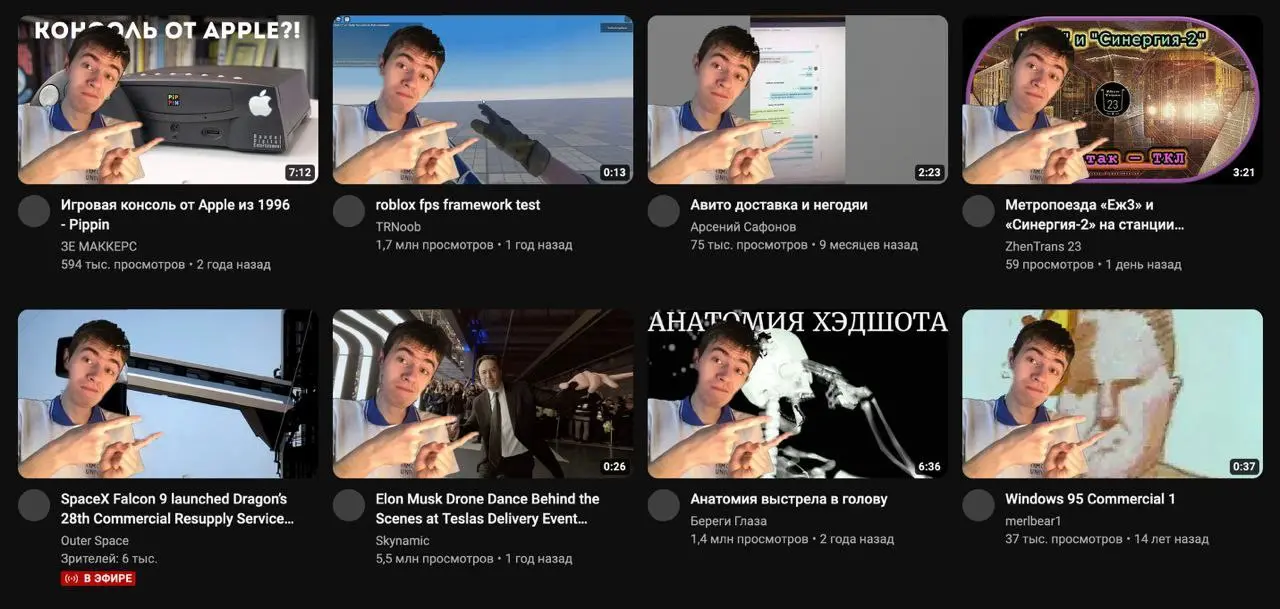 КОНСОЛЬ ОТ APPLE?!
PIP
PIN
7:12
0:13
2:23
и "Синергия-2"
23
так — ТКЛ
3:21
Игровая консоль от Apple из 1996
- Pippin
ЗЕ МАККЕРС
594 тыс. просмотров • 2 года назад
roblox fps framework test
TRNoob
1,7 млн просмотров • 1 год назад
Авито доставка и негодяи
Арсений Сафонов
75 тыс. просмотров • 9 месяцев назад
Метропоезда «Еж3» и
«Синергия-2» на станции...
ZhenTrans 23
59 просмотров • 1 день назад
0:26
АНАТОМИЯ ХЭДШОТА
6:36
0:37
SpaceX Falcon 9 launched Dragon's
28th Commercial Resupply Service...
Outer Space
Зрителей: 6 тыс.
В ЭФИРЕ
Elon Musk Drone Dance Behind the
Scenes at Teslas Delivery Event...
Skynamic
5,5 млн просмотров • 1 год назад
Анатомия выстрела в голову
Береги Глаза
1,4 млн просмотров • 2 года назад
Windows 95 Commercial 1
merlbear1
37 тыс. просмотров • 14 лет назад